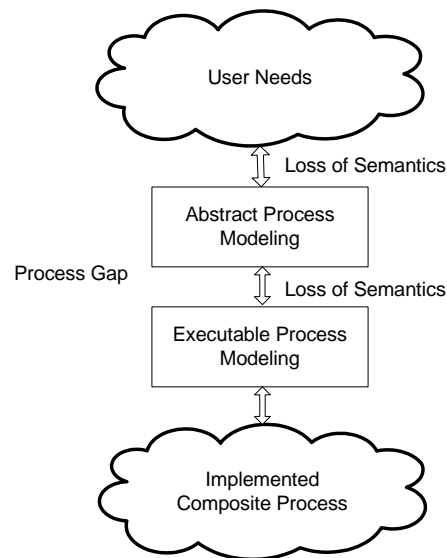 User Needs
Loss of Semantics
Abstract Process
Modeling
Process Gap
Loss of Semantics
Executable Process
Modeling
Implemented
Composite Process